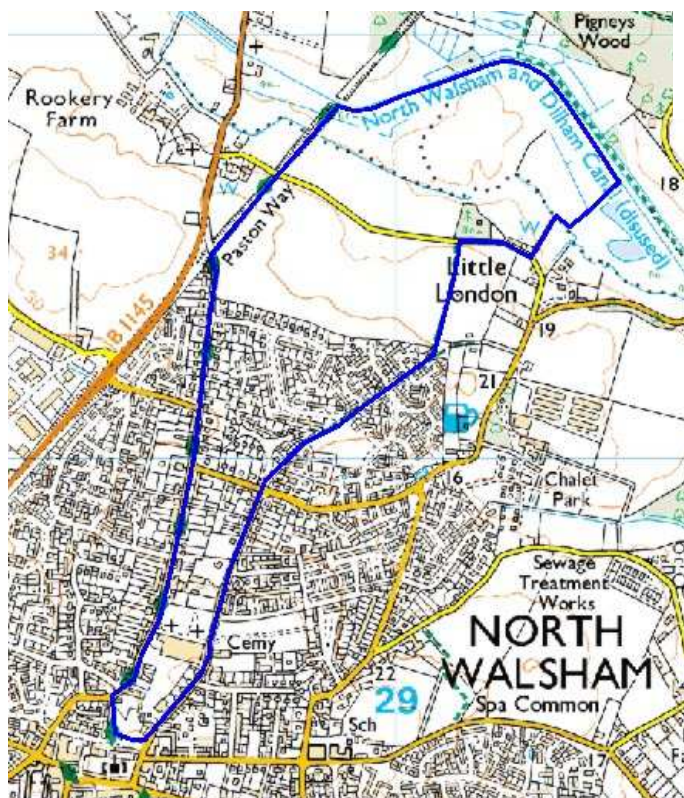 Pigneys
Wood
Rookery
Farm
North Walsham and Dilham Canal (disused)
18
W
Paston Way
W
34
30
Little
London
B 1145
19
21
16
Chalet
Park
Sewage
Treatment
Works
NORTH
WALSHAM
Cemy
22
29
Spa Common
Sch
17